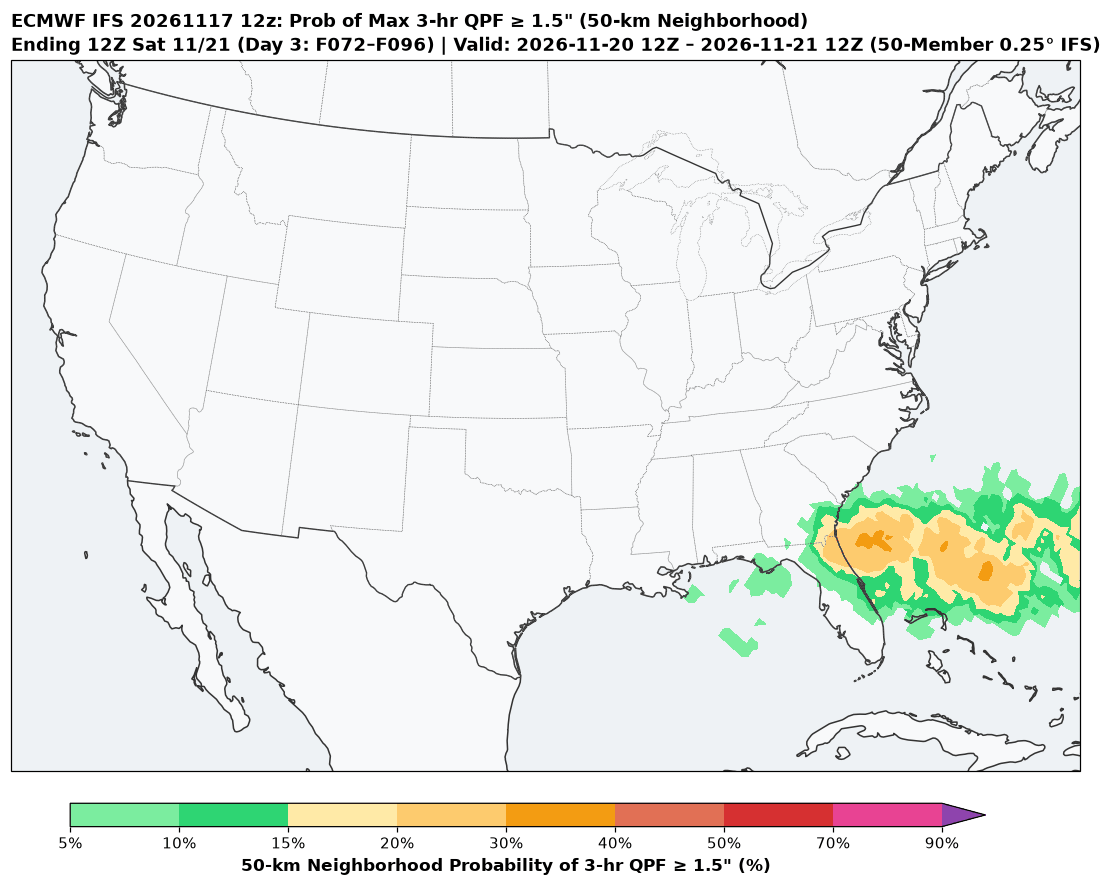 ECMWF IFS 20261117 12z: Prob of Max 3-hr QPF ≥ 1.5" (50-km Neighborhood)
Ending 12Z Sat 11/21 (Day 3: F072–F096) | Valid: 2026-11-20 12Z – 2026-11-21 12Z (50-Member 0.25° IFS)
5% 10% 15% 20% 30% 40% 50% 70% 90%
50-km Neighborhood Probability of 3-hr QPF ≥ 1.5" (%)